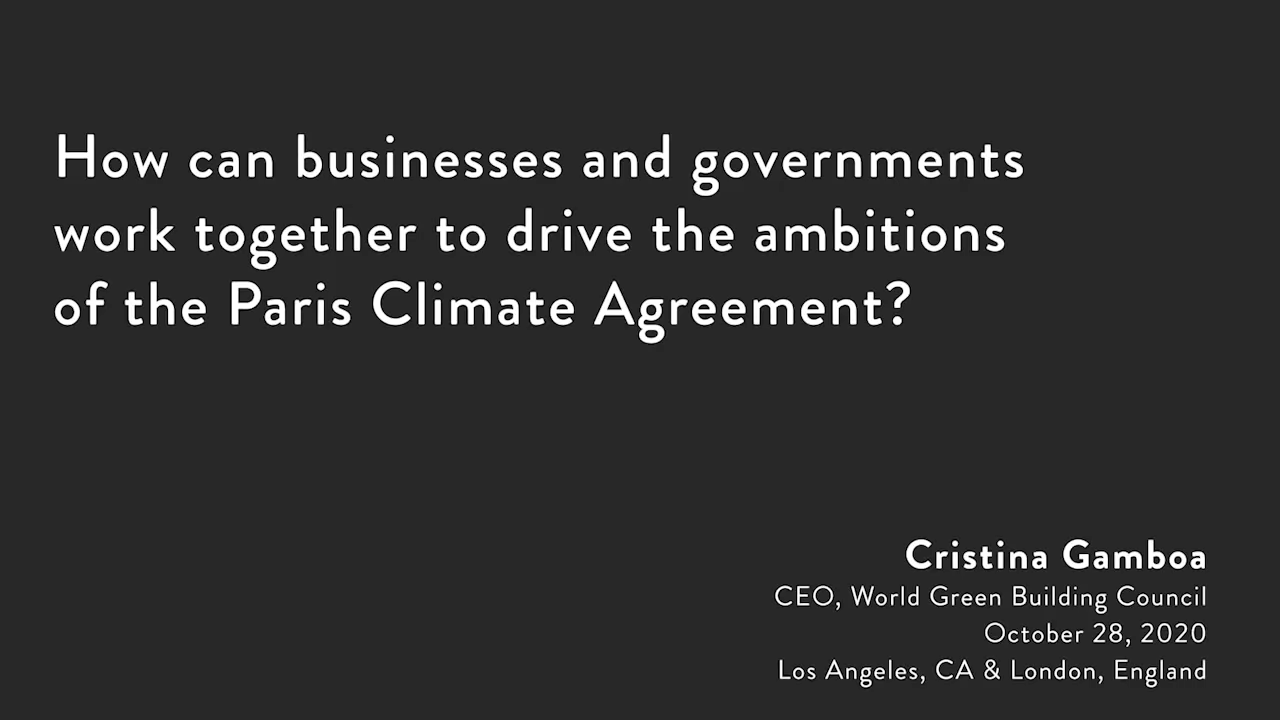 How can businesses and governments
work together to drive the ambitions
of the Paris Climate Agreement?
Cristina Gamboa
CEO, World Green Building Council
October 28, 2020
Los Angeles, CA & London, England